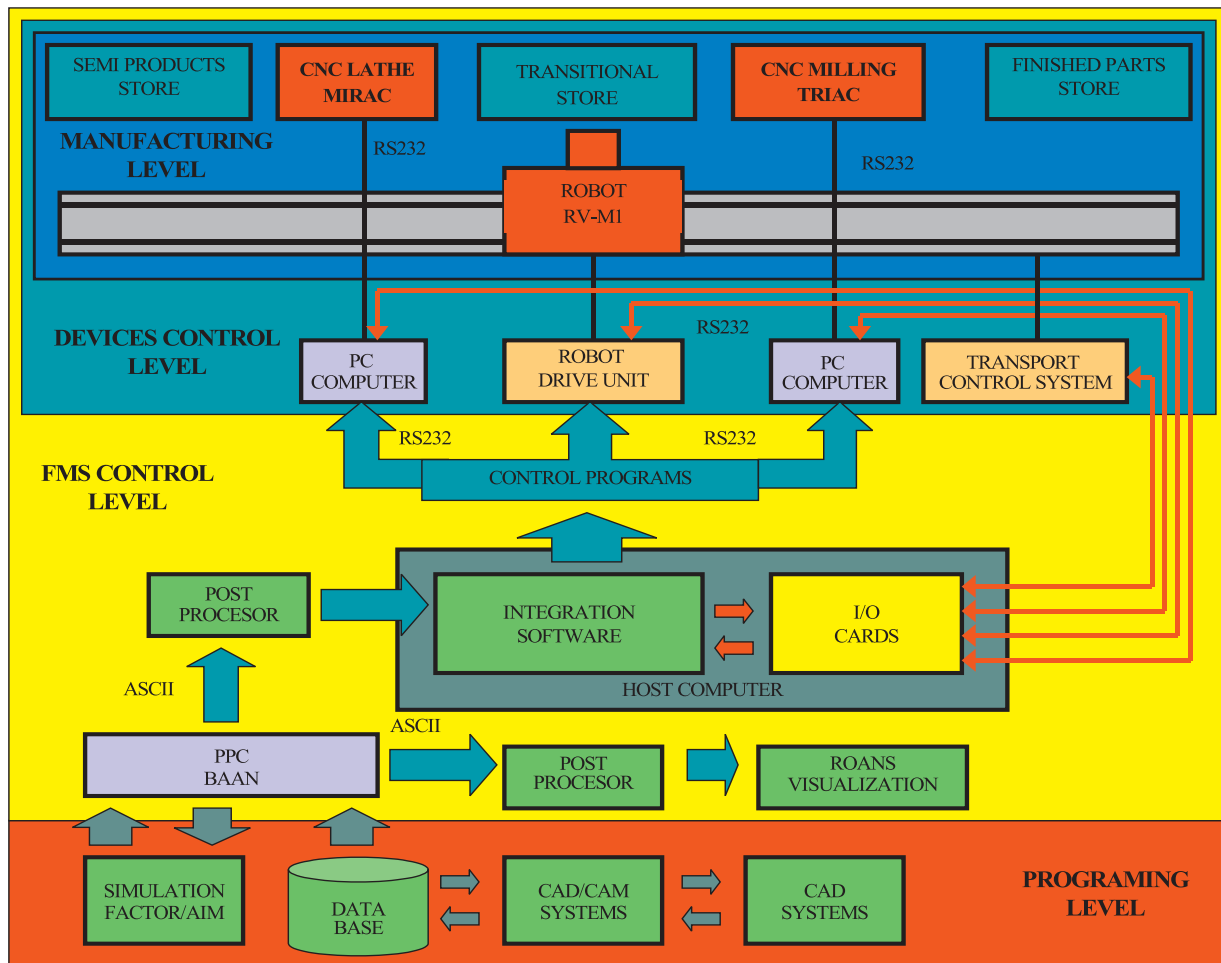 SEMI PRODUCTS
STORE
CNC LATHE
MIRAC
TRANSITIONAL
STORE
CNC MILLING
TRIAC
FINISHED PARTS
STORE
MANUFACTURING
LEVEL
RS232
RS232
ROBOT
RV-M1
DEVICES CONTROL
LEVEL
RS232
PC
COMPUTER
ROBOT
DRIVE UNIT
PC
COMPUTER
TRANSPORT
CONTROL SYSTEM
RS232
RS232
FMS CONTROL
LEVEL
CONTROL PROGRAMS
POST
PROCESOR
INTEGRATION
SOFTWARE
I/O
CARDS
HOST COMPUTER
ASCII
ASCII
PPC
BAAN
POST
PROCESOR
ROANS
VISUALIZATION
SIMULATION
FACTOR/AIM
DATA
BASE
CAD/CAM
SYSTEMS
CAD
SYSTEMS
PROGRAMING
LEVEL